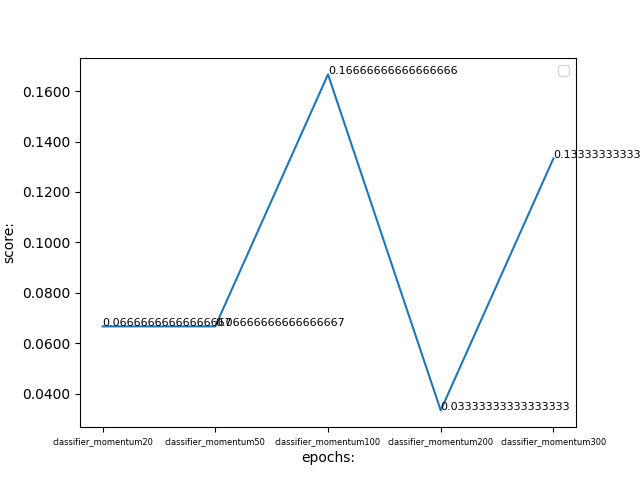 0.16666666666666666
0.1600
0.13333333333
0.1400
0.1200
0.1000
score:
0.0800
0.06666666666666667
0.06666666666666667
0.0600
0.0400
0.03333333333333333
classifier_momentum20
classifier_momentum50
classifier_momentum100
classifier_momentum200
classifier_momentum300
epochs: